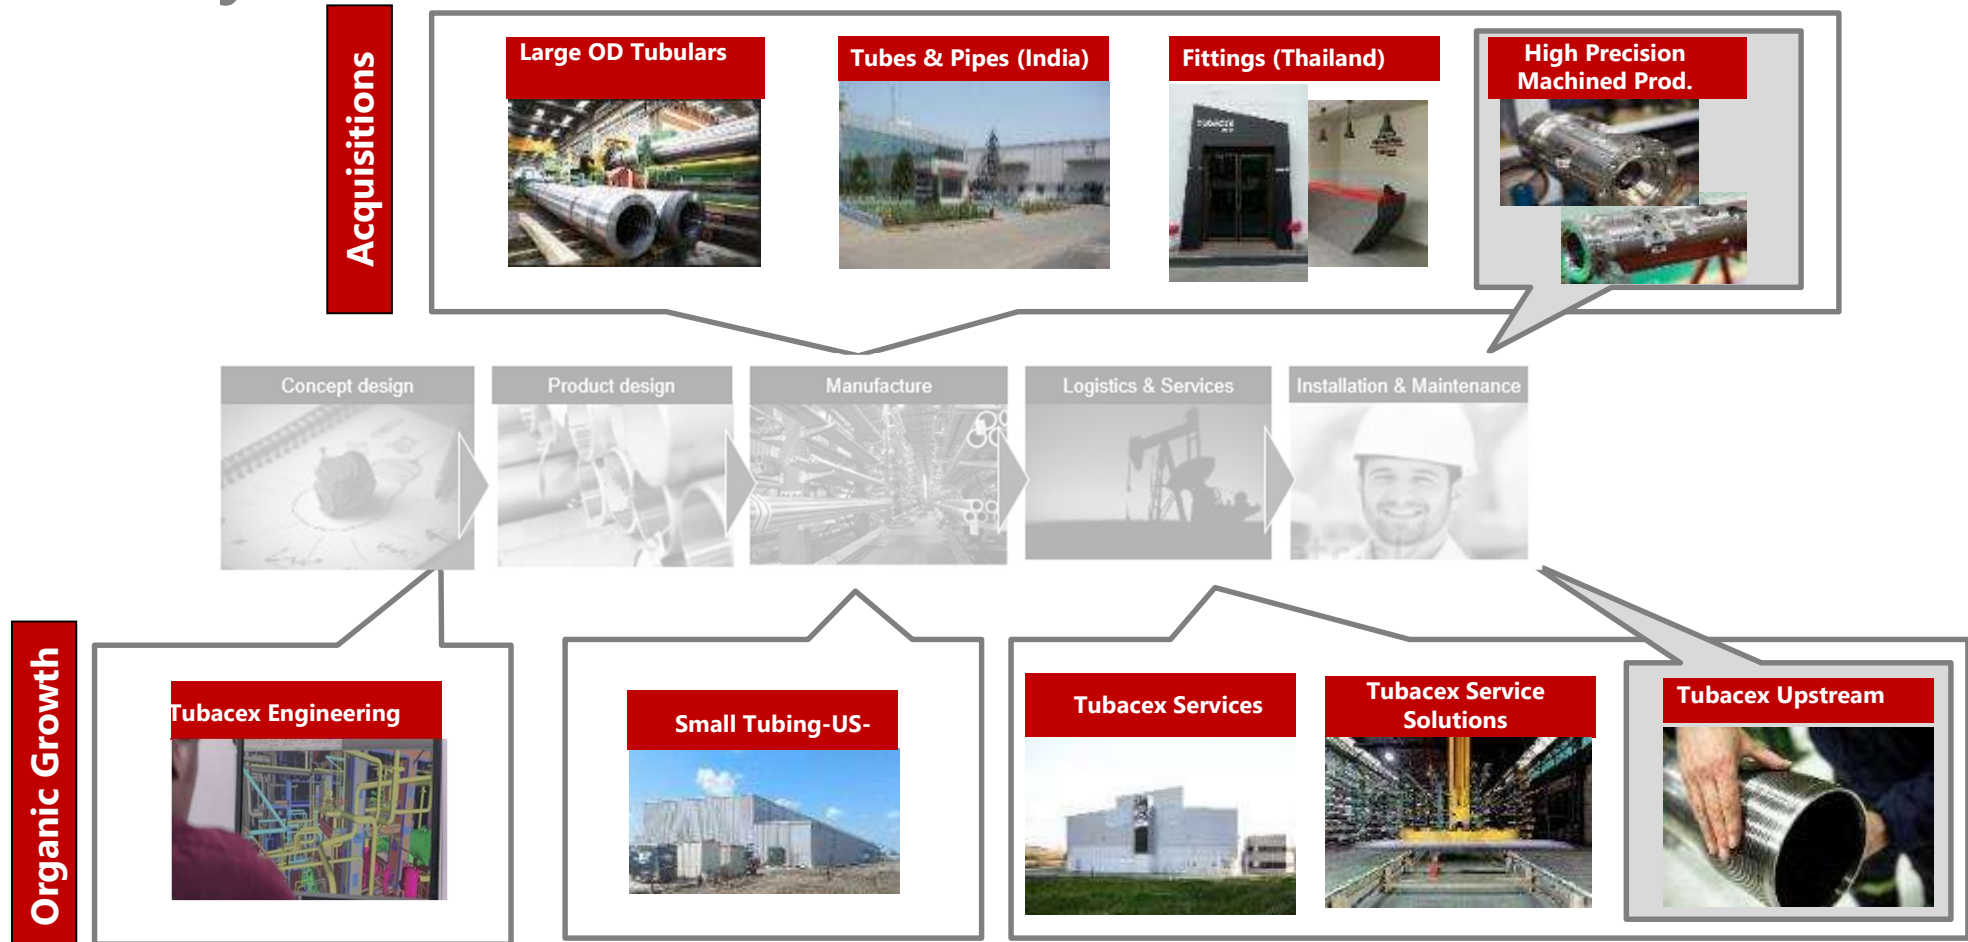 Acquisitions
Large OD Tubulars
Tubes & Pipes (India)
Fittings (Thailand)
High Precision
Machined Prod.
TUBACEX
Concept design
Product design
Manufacture
Logistics & Services
Installation & Maintenance
Organic Growth
Tubacex Engineering
Small Tubing-US-
Tubacex Services
Tubacex Service
Solutions
Tubacex Upstream